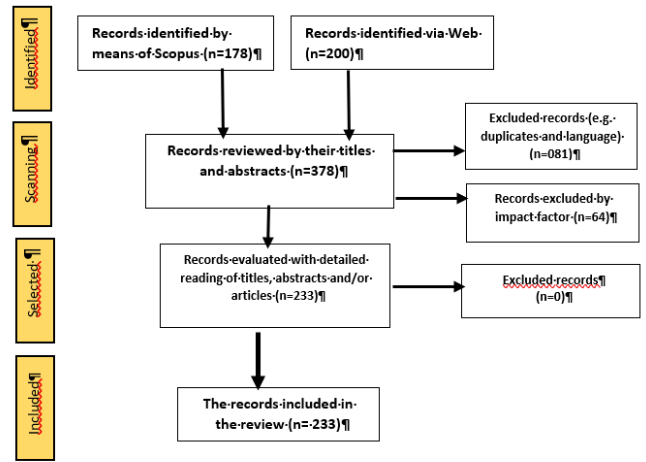 Identified¶
Records·identified·by·
means·of·Scopus·(n=178)¶
Records·identified·via·Web·
(n=200)¶
Scanning·¶
Records·reviewed·by·their·titles·
and·abstracts·(n=378)¶
Excluded·records·(e.g.·
duplicates·and·language)·
(n=081)¶
Records·excluded·by·
impact·factor·(n=64)¶
Selected··¶
Records·evaluated·with·detailed·
reading·of·titles,·abstracts·and/or·
articles·(n=233)¶
Excluded·records¶
(n=0)¶
Included¶
The·records·included·in·
the·review·(n=·233)¶